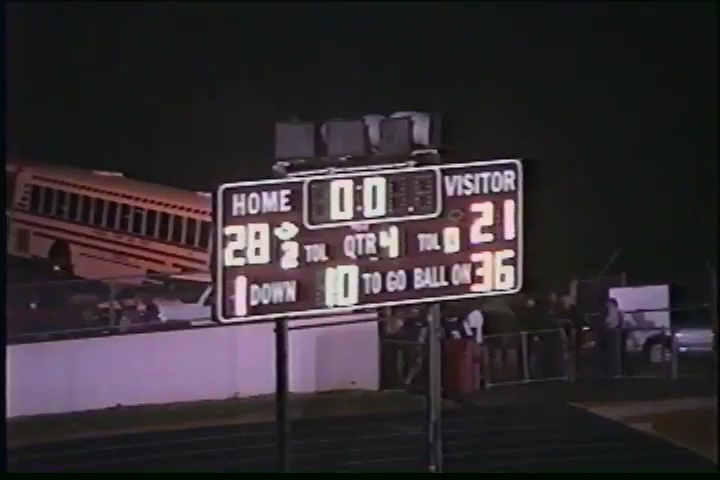 HOME 0:0 VISITOR
28 2 TOL QTR 4 TOL 0 21
1 DOWN 10 TO GO BALL ON 36